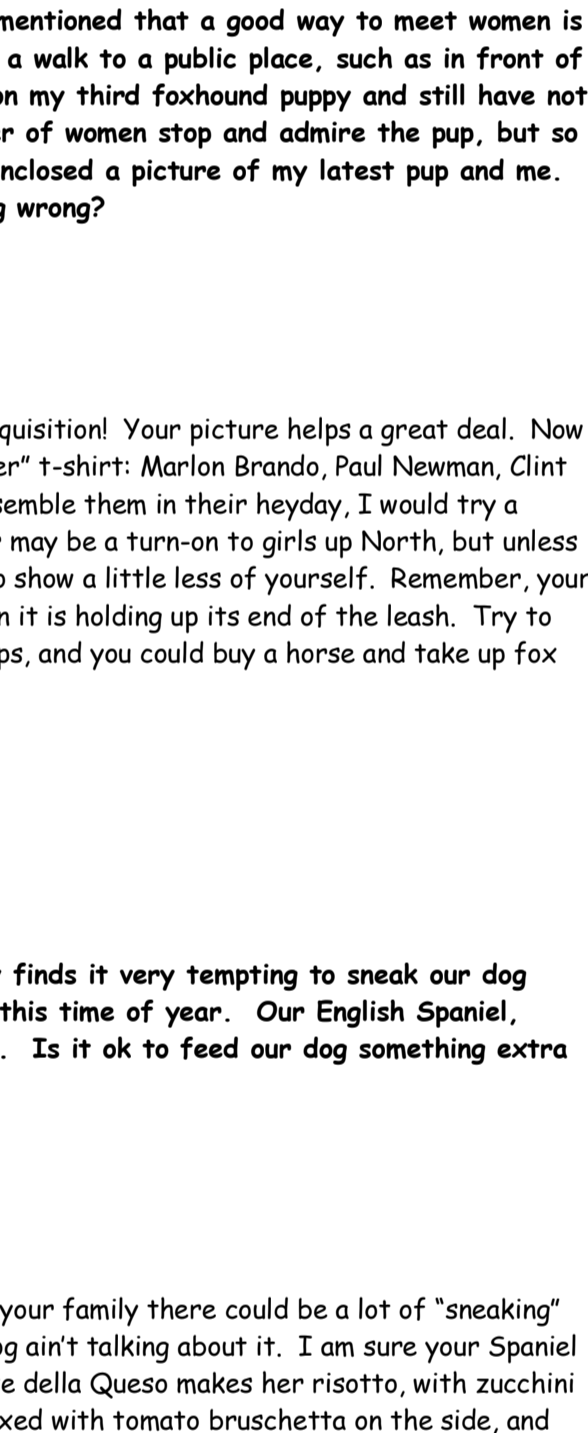 mentioned that a good way to meet women is
a walk to a public place, such as in front of
on my third foxhound puppy and still have not
r of women stop and admire the pup, but so
nclosed a picture of my latest pup and me.
g wrong?
quisition! Your picture helps a great deal. Now
er" t-shirt: Marlon Brando, Paul Newman, Clint
semble them in their heyday, I would try a
may be a turn-on to girls up North, but unless
o show a little less of yourself. Remember, your
n it is holding up its end of the leash. Try to
ps, and you could buy a horse and take up fox
finds it very tempting to sneak our dog
this time of year. Our English Spaniel,
. Is it ok to feed our dog something extra
your family there could be a lot of "sneaking"
og ain't talking about it. I am sure your Spaniel
e della Queso makes her risotto, with zucchini
xed with tomato bruschetta on the side, and